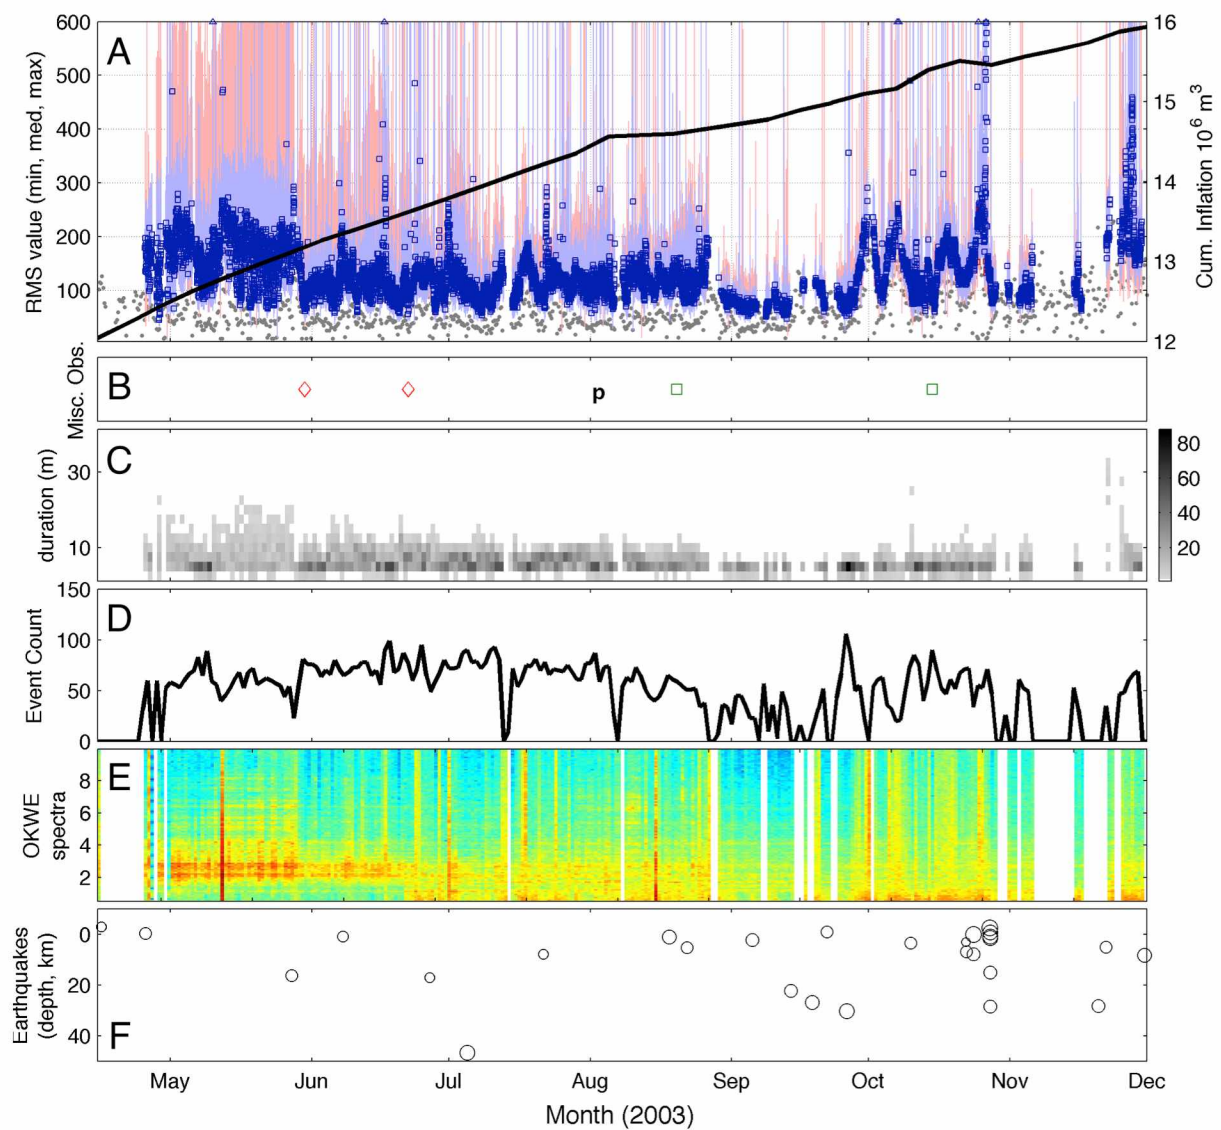 A
600
500
400
300
200
100
RMS value (min, med, max)
16
15
14
13
12
Cum. Inflation 10⁶ m³
B
p
Misc. Obs.
C
30
10
duration (m)
80
60
40
20
D
150
100
50
0
Event Count
E
8
6
4
2
OKWE
spectra
F
0
20
40
Earthquakes
(depth, km)
May Jun Jul Aug Sep Oct Nov Dec
Month (2003)